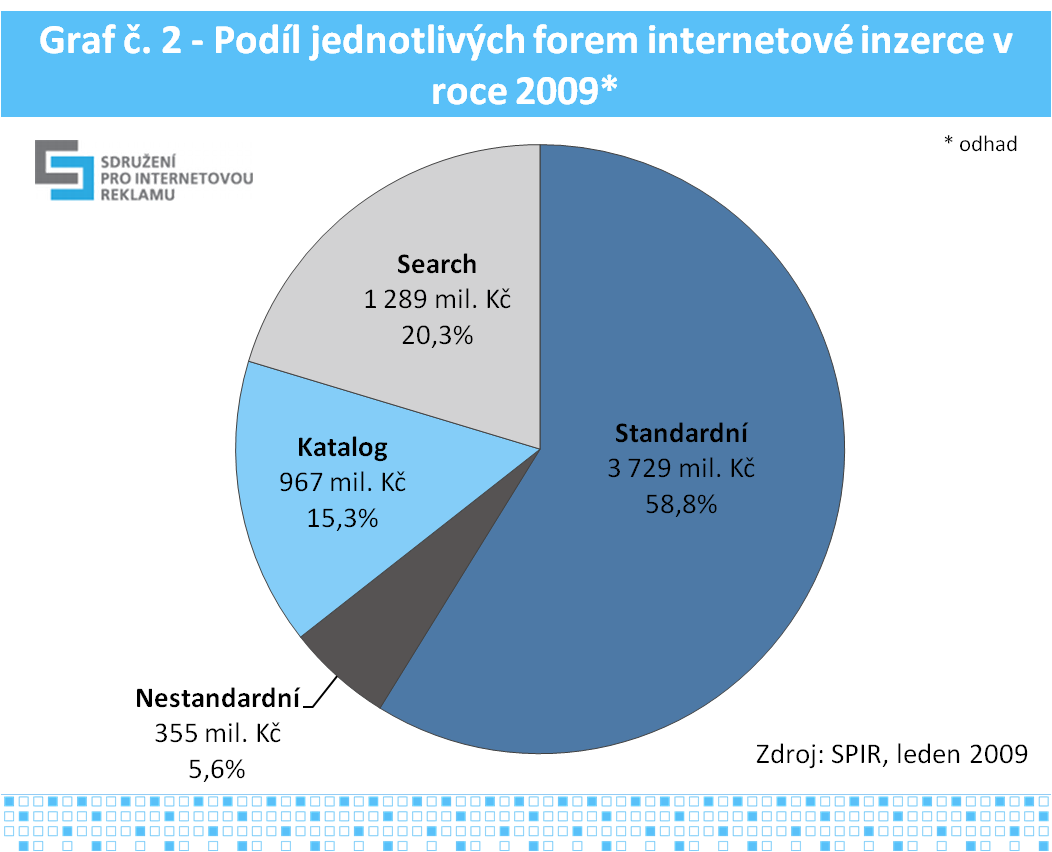 Graf č. 2 - Podíl jednotlivých forem internetové inzerce v
roce 2009*
* odhad
SDRUŽENÍ
PRO INTERNETOVOU
REKLAMU
Search
1 289 mil. Kč
20,3%
Standardní
3 729 mil. Kč
58,8%
Katalog
967 mil. Kč
15,3%
Nestandardní
355 mil. Kč
5,6%
Zdroj: SPIR, leden 2009